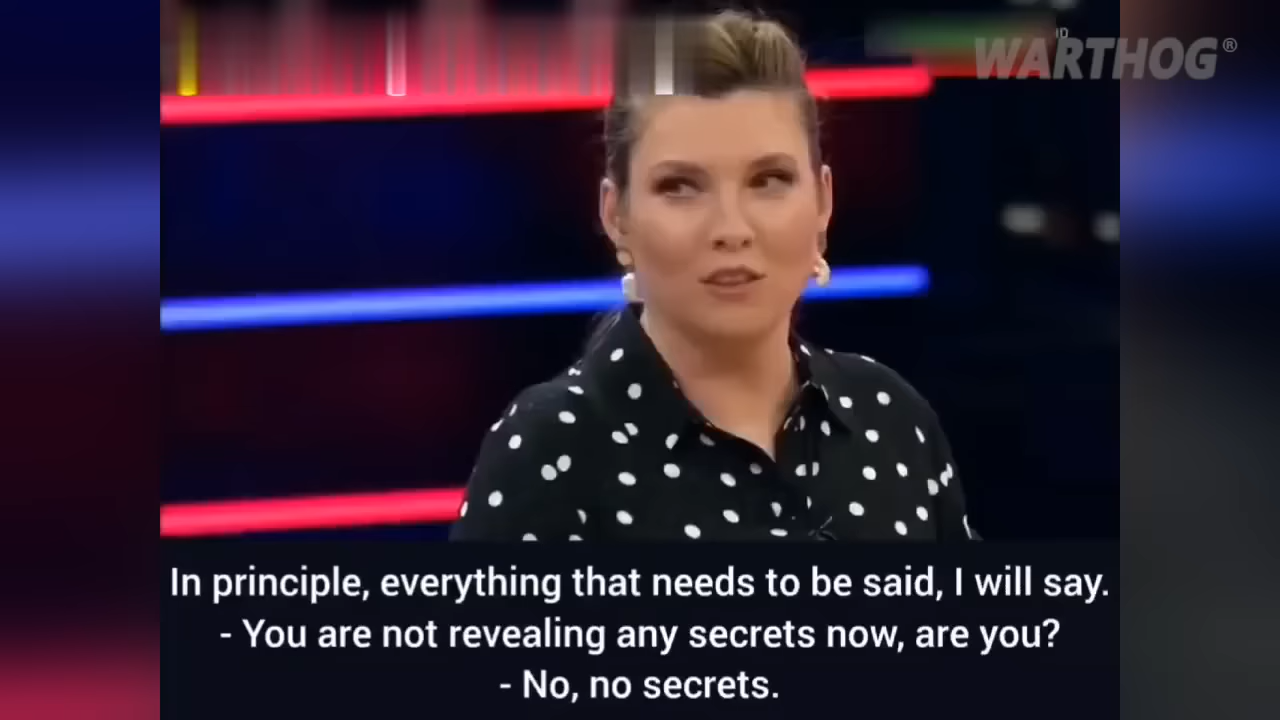 WARTHOG®
In principle, everything that needs to be said, I will say.
- You are not revealing any secrets now, are you?
- No, no secrets.